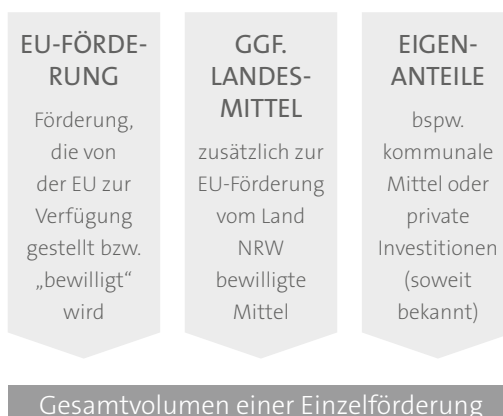 EU-FÖRDE-
RUNG
Förderung,
die von
der EU zur
Verfügung
gestellt bzw.
„bewilligt“
wird
GGF.
LANDES-
MITTEL
zusätzlich zur
EU-Förderung
vom Land
NRW
bewilligte
Mittel
EIGEN-
ANTEILE
bspw.
kommunale
Mittel oder
private
Investitionen
(soweit
bekannt)
Gesamtvolumen einer Einzelförderung